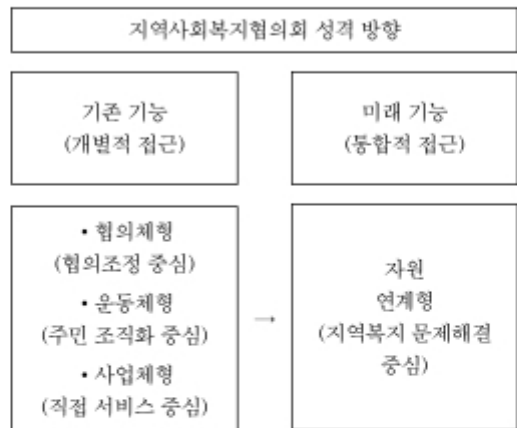 지역사회복지협의회 성격 방향
기존 기능
(개별적 접근)
미래 기능
(통합적 접근)
• 협의체형
(협의조정 중심)
• 운동체형
(주민 조직화 중심)
• 사업체형
(직접 서비스 중심)
→
자원
연계형
(지역복지 문제해결
중심)